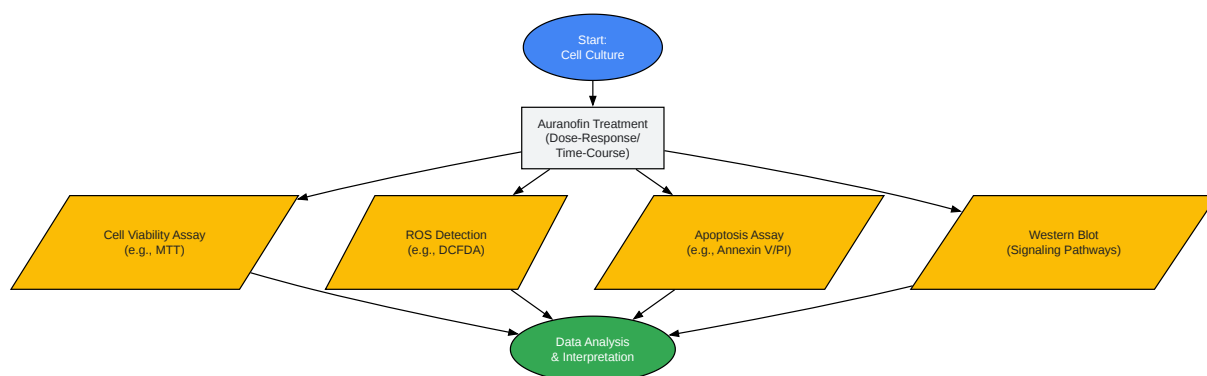 Start:
Cell Culture
Auranofin Treatment
(Dose-Response/
Time-Course)
Cell Viability Assay
(e.g., MTT)
ROS Detection
(e.g., DCFDA)
Apoptosis Assay
(e.g., Annexin V/PI)
Western Blot
(Signaling Pathways)
Data Analysis
& Interpretation